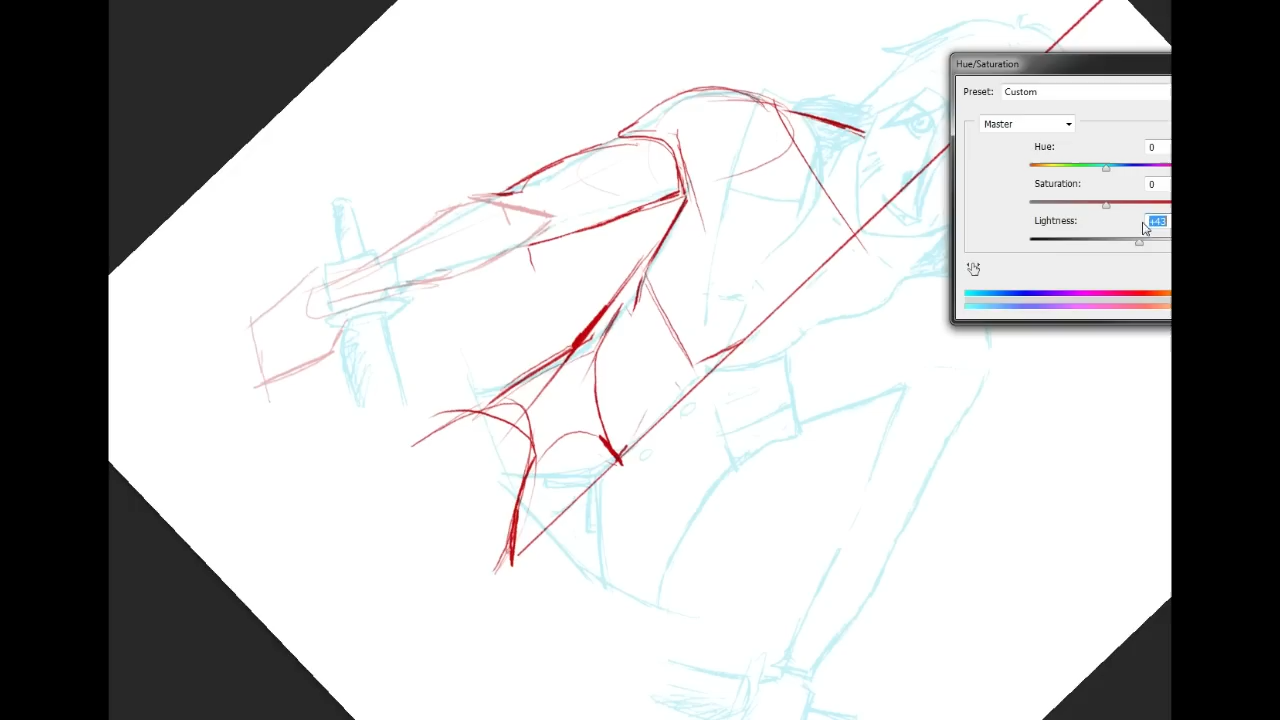 Hue/Saturation
Preset: Custom
Master
Hue: 0
Saturation: 0
Lightness: +43